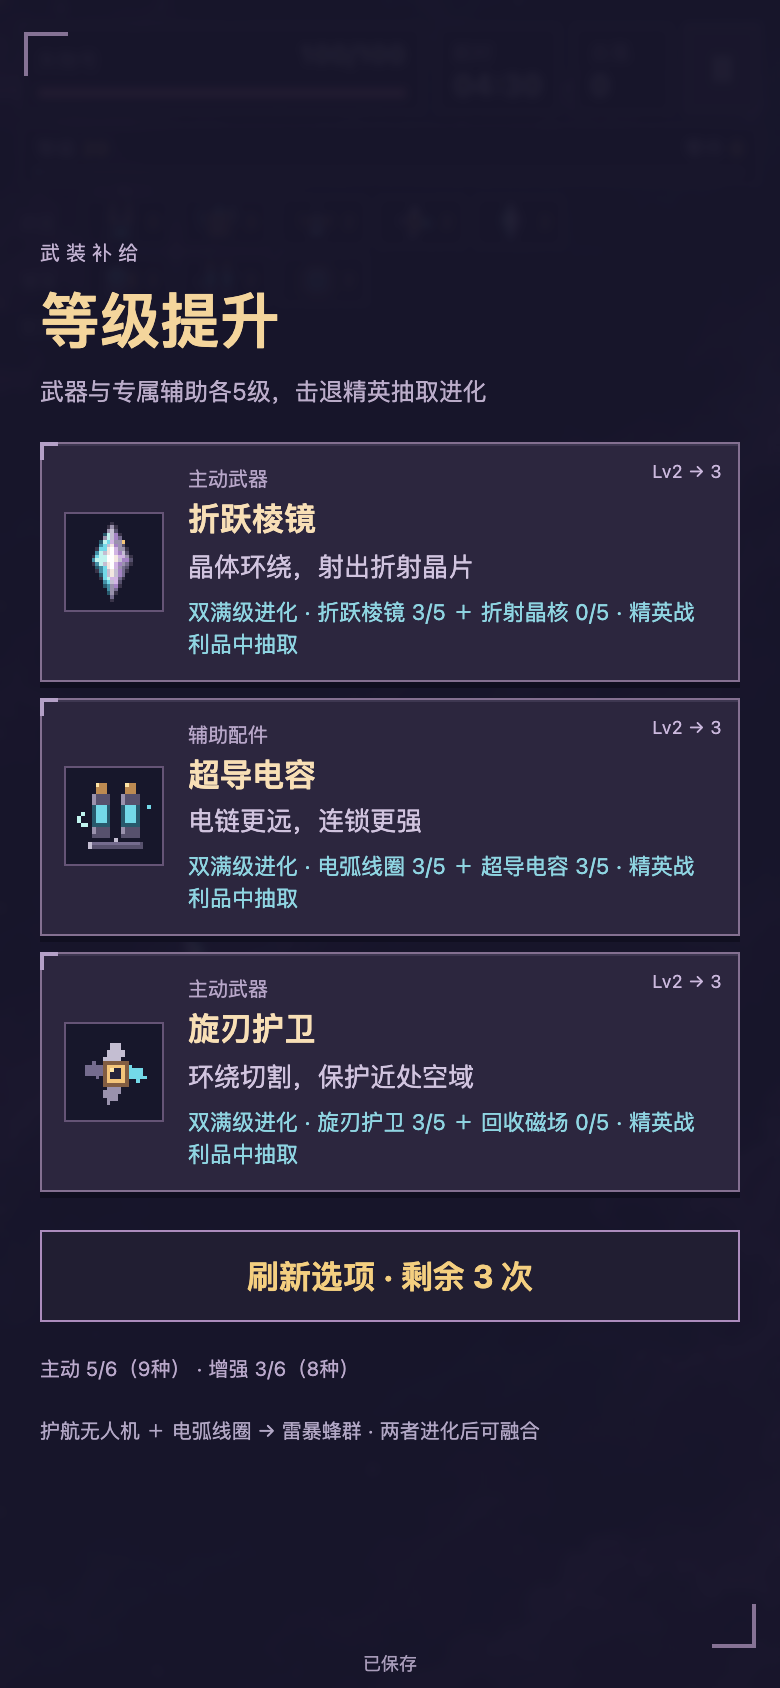 武装补给
等级提升
武器与专属辅助各5级，击退精英抽取进化
主动武器
Lv2 → 3
折跃棱镜
晶体环绕，射出折射晶片
双满级进化 · 折跃棱镜 3/5 ＋ 折射晶核 0/5 · 精英战
利品中抽取
辅助配件
Lv2 → 3
超导电容
电链更远，连锁更强
双满级进化 · 电弧线圈 3/5 ＋ 超导电容 3/5 · 精英战
利品中抽取
主动武器
Lv2 → 3
旋刃护卫
环绕切割，保护近处空域
双满级进化 · 旋刃护卫 3/5 ＋ 回收磁场 0/5 · 精英战
利品中抽取
刷新选项 · 剩余 3 次
主动 5/6（9种） · 增强 3/6（8种）
护航无人机 ＋ 电弧线圈 → 雷暴蜂群 · 两者进化后可融合
已保存